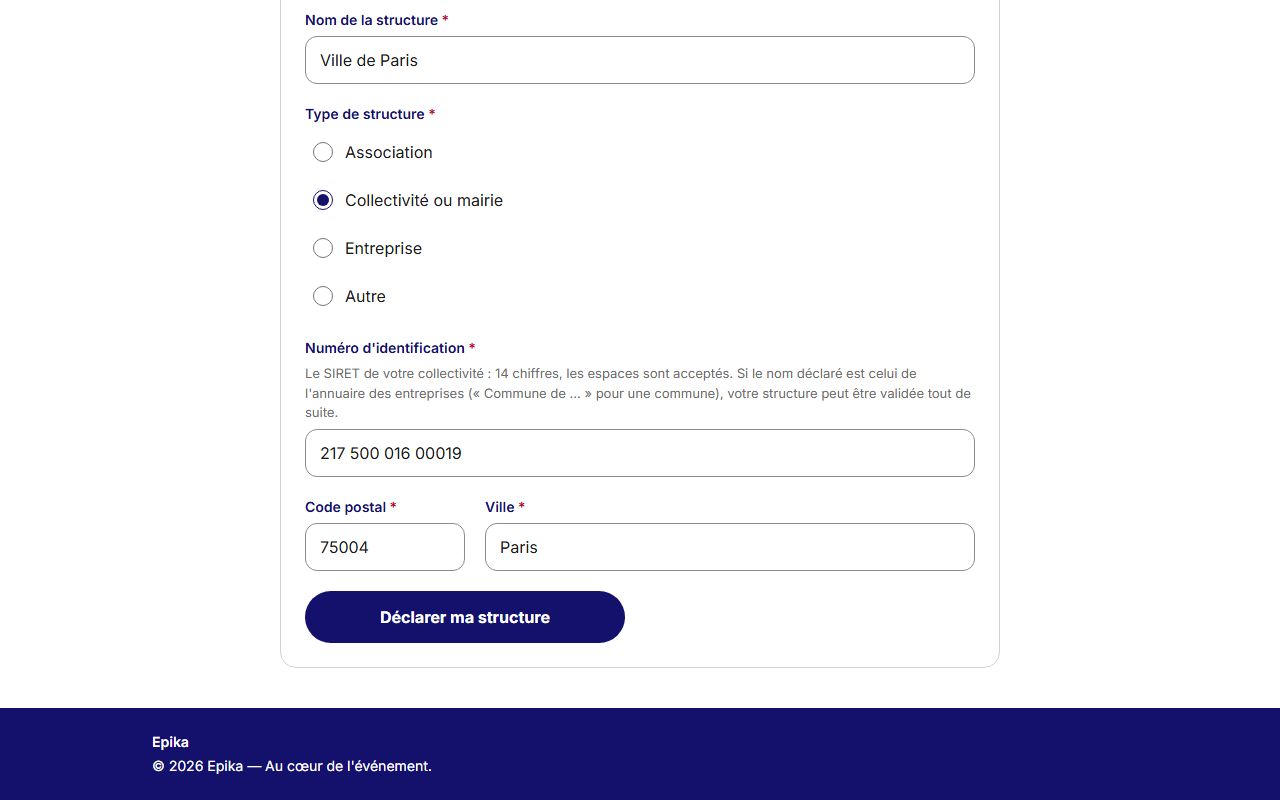 Nom de la structure *
Ville de Paris
Type de structure *
Association
Collectivité ou mairie
Entreprise
Autre
Numéro d'identification *
Le SIRET de votre collectivité : 14 chiffres, les espaces sont acceptés. Si le nom déclaré est celui de
l'annuaire des entreprises (« Commune de ... » pour une commune), votre structure peut être validée tout de
suite.
217 500 016 00019
Code postal * Ville *
75004 Paris
Déclarer ma structure
Epika
© 2026 Epika — Au cœur de l'événement.